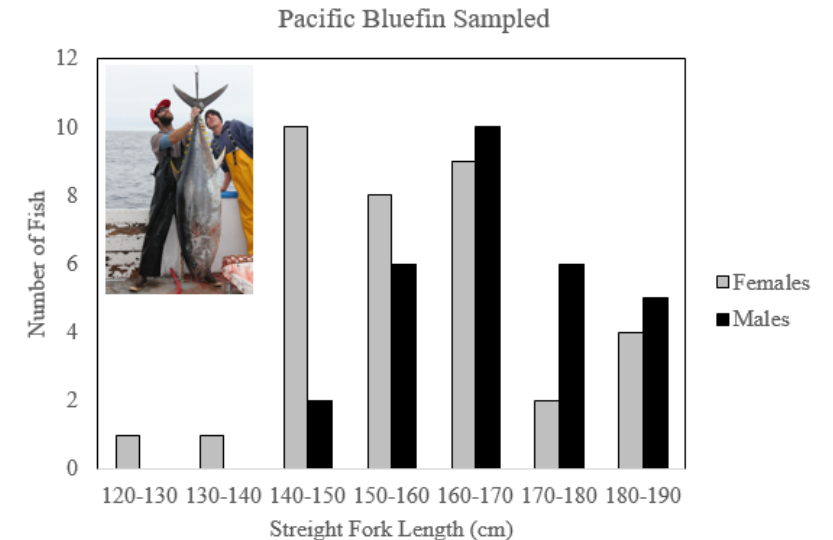 Pacific Bluefin Sampled
12
10
8
6
4
2
0
Number of Fish
120-130 130-140 140-150 150-160 160-170 170-180 180-190
Streight Fork Length (cm)
Females
Males